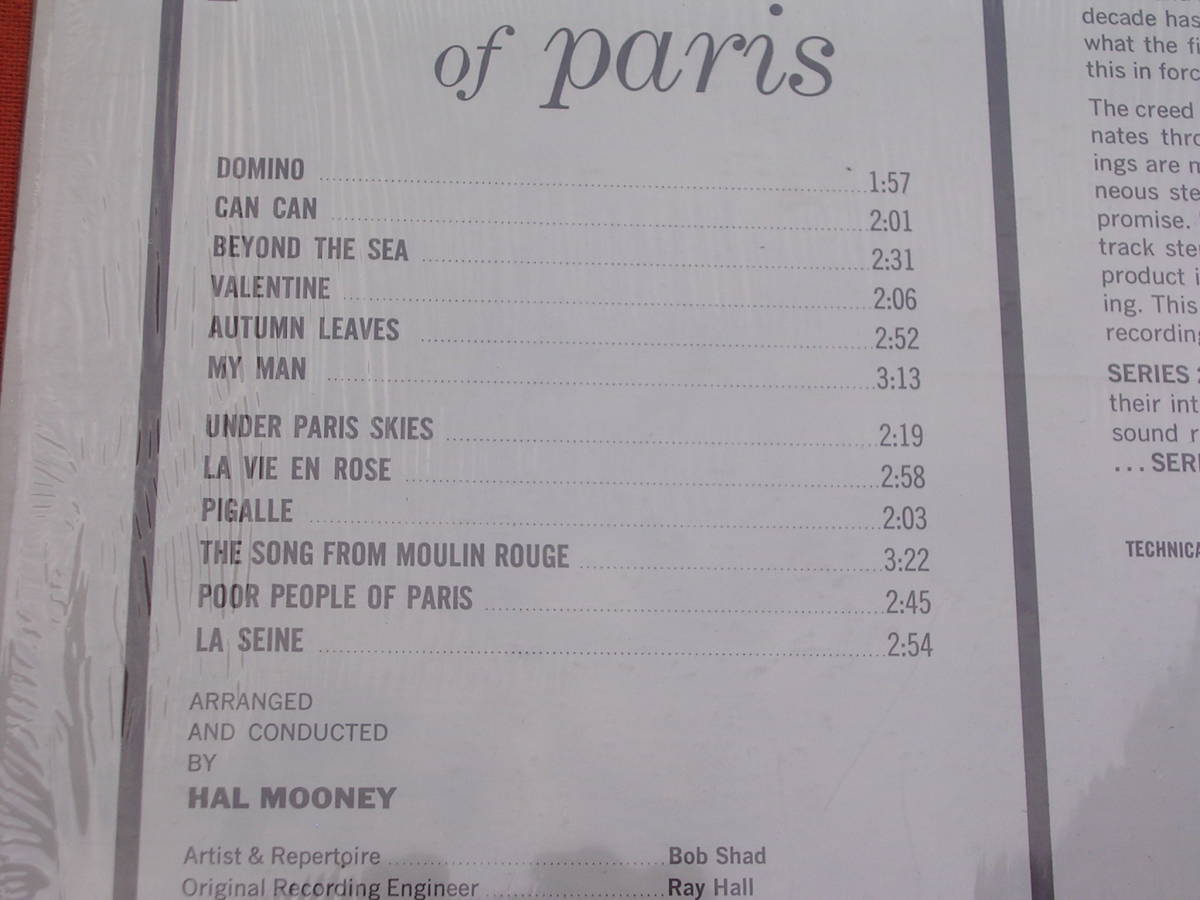 of paris
DOMINO 1:57
CAN CAN 2:01
BEYOND THE SEA 2:31
VALENTINE 2:06
AUTUMN LEAVES 2:52
MY MAN 3:13
UNDER PARIS SKIES 2:19
LA VIE EN ROSE 2:58
PIGALLE 2:03
THE SONG FROM MOULIN ROUGE 3:22
POOR PEOPLE OF PARIS 2:45
LA SEINE 2:54
ARRANGED
AND CONDUCTED
BY
HAL MOONEY
Artist & Repertoire Bob Shad
Original Recording Engineer Ray Hall
decade has
what the
this in
The creed
nates
ings are
neous
promise.
track
product
ing. This
SERIES
their
sound
...